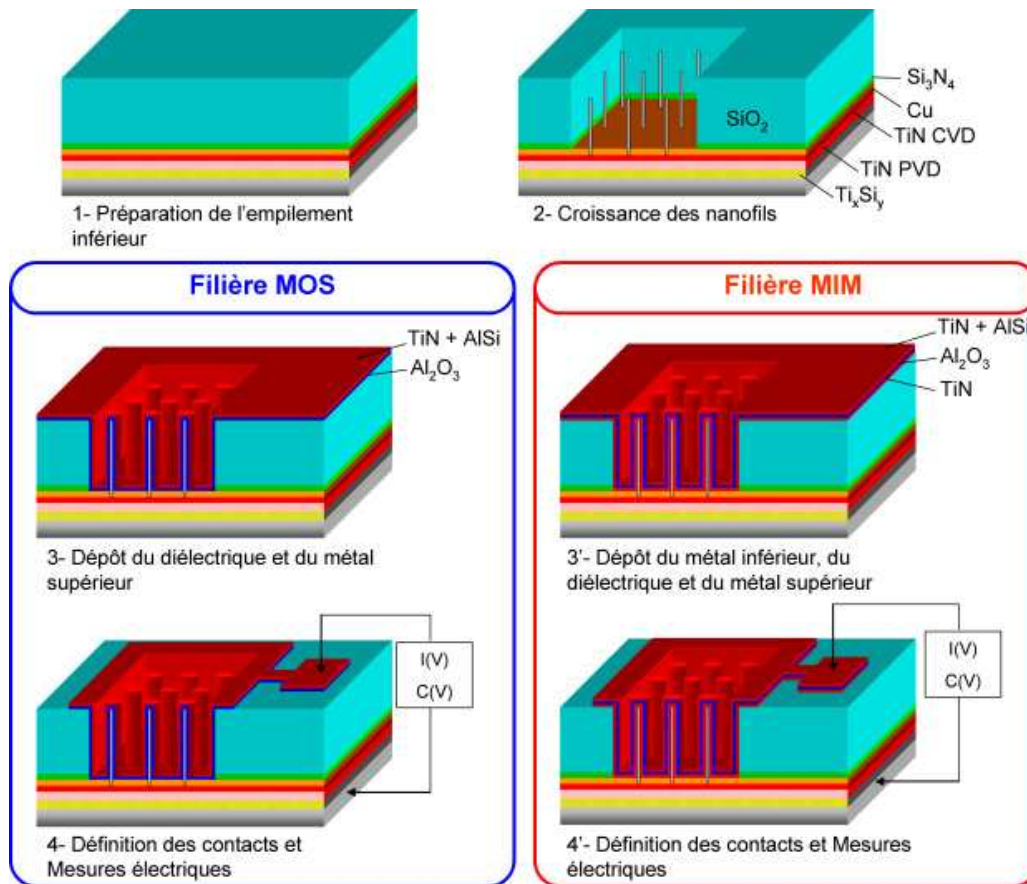 Si₃N₄
Cu
SiO₂
TiN CVD
TiN PVD
TiₓSiᵧ
1- Préparation de l'empilement
inférieur
2- Croissance des nanofils
Filière MOS
TiN + AlSi
Al₂O₃
3- Dépôt du diélectrique et du métal
supérieur
I(V)
C(V)
4- Définition des contacts et
Mesures électriques
Filière MIM
TiN + AlSi
Al₂O₃
TiN
3'- Dépôt du métal inférieur, du
diélectrique et du métal supérieur
I(V)
C(V)
4'- Définition des contacts et Mesures
électriques